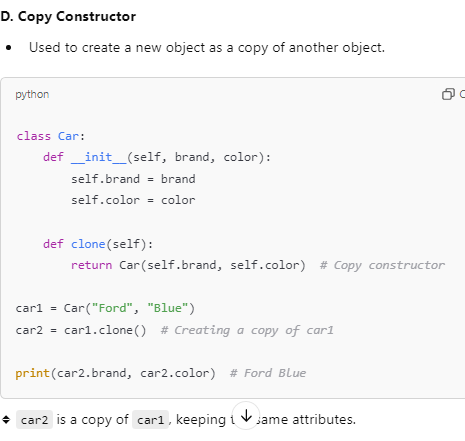 D. Copy Constructor
• Used to create a new object as a copy of another object.
python
C
class Car:
    def __init__(self, brand, color):
        self.brand = brand
        self.color = color
    def clone(self):
        return Car(self.brand, self.color)  # Copy constructor
car1 = Car("Ford", "Blue")
car2 = car1.clone()  # Creating a copy of car1
print(car2.brand, car2.color)  # Ford Blue
car2 is a copy of car1, keeping same attributes.